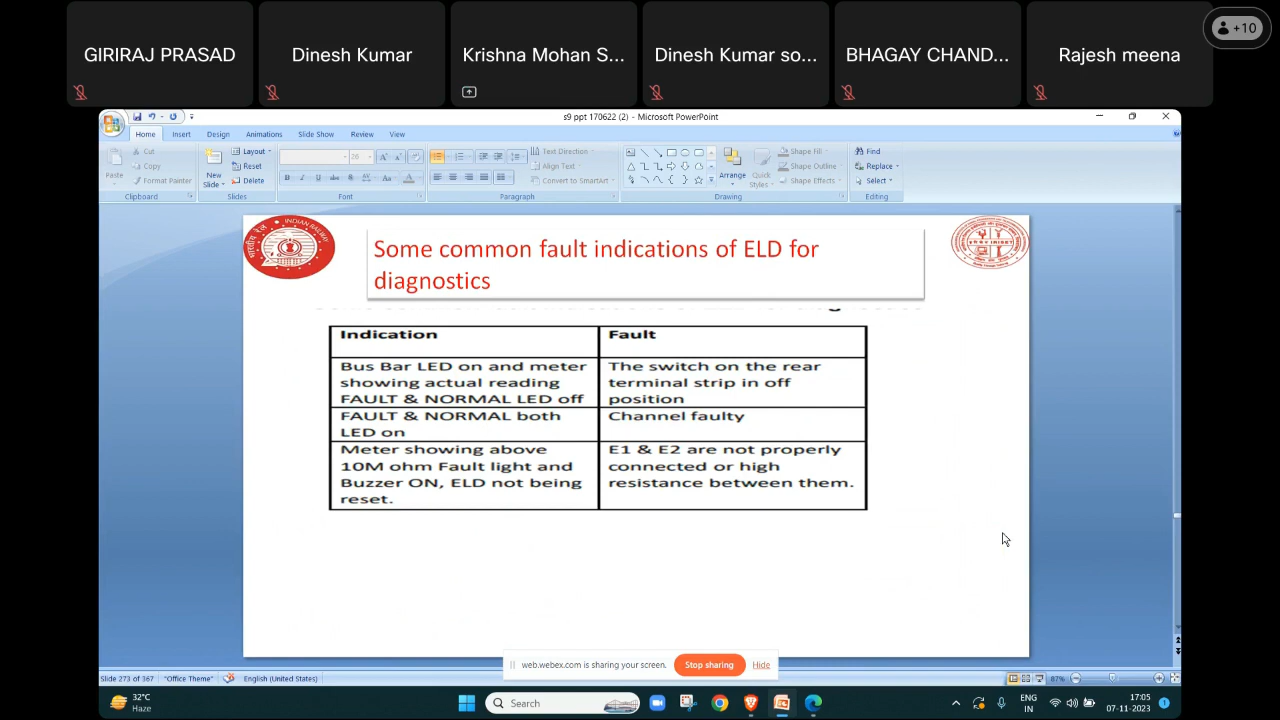 GIRIRAJ PRASAD
Dinesh Kumar
Krishna Mohan S...
Dinesh Kumar so...
BHAGAY CHAND...
Rajesh meena
+10
s9 ppt 170622 (2) - Microsoft PowerPoint
Home Insert Design Animations Slide Show Review View
Paste
Cut
Copy
Format Painter
Clipboard
New Slide
Layout
Reset
Delete
Slides
26
Font
Text Direction
Align Text
Convert to SmartArt
Paragraph
Arrange
Quick Styles
Shape Fill
Shape Outline
Shape Effects
Drawing
Find
Replace
Select
Editing
INDIAN RAILWAY
भारतीय रेल
Some common fault indications of ELD for
diagnostics
Indication Fault
Bus Bar LED on and meter
showing actual reading
FAULT & NORMAL LED off
The switch on the rear
terminal strip in off
position
FAULT & NORMAL both
LED on
Channel faulty
Meter showing above
10M ohm Fault light and
Buzzer ON, ELD not being
reset.
E1 & E2 are not properly
connected or high
resistance between them.
web.webex.com is sharing your screen. Stop sharing Hide
Slide 273 of 367 "Office Theme" English (United States) 87%
32°C
Haze
Search
ENG
IN
17:05
07-11-2023
1